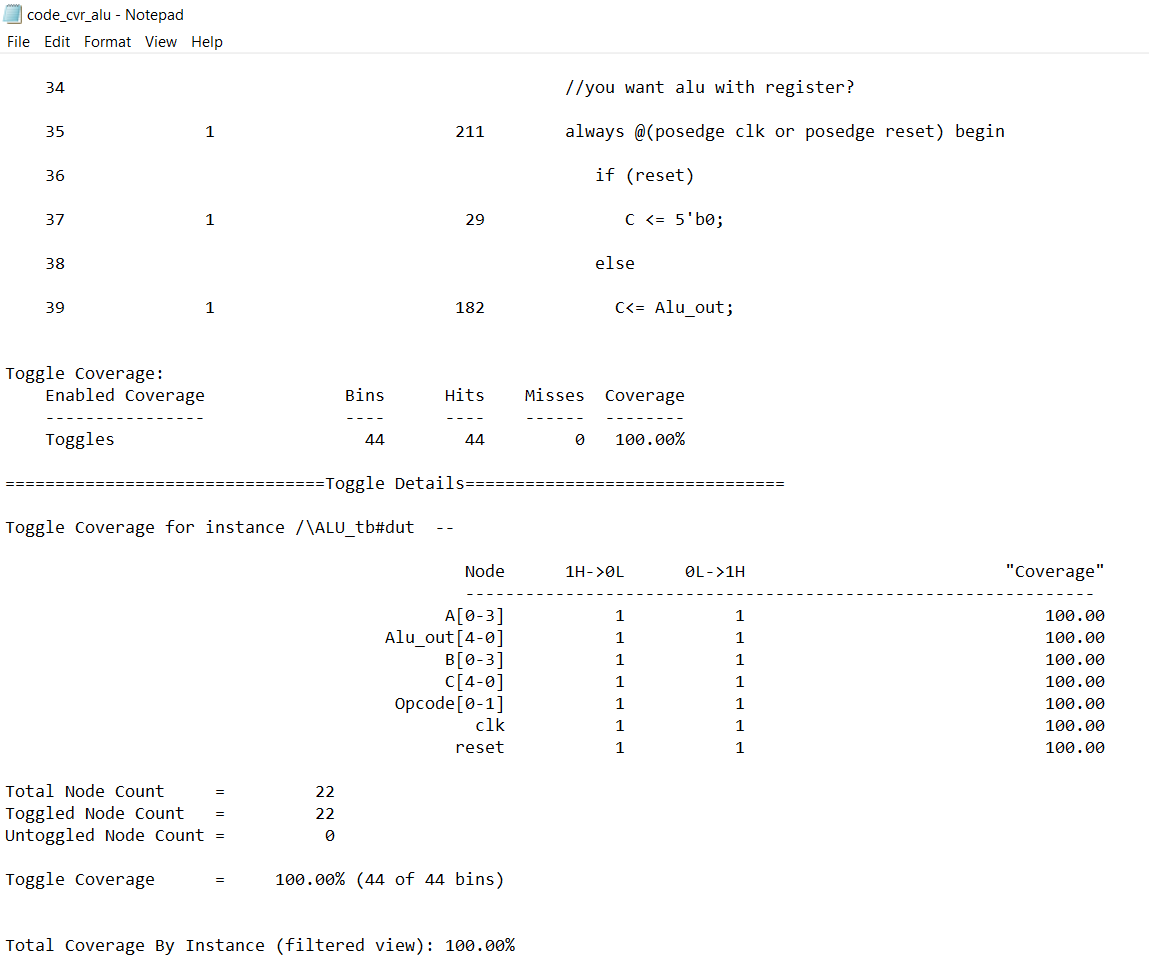 code_cvr_alu - Notepad
File Edit Format View Help
34 //you want alu with register?
35 1 211 always @(posedge clk or posedge reset) begin
36 if (reset)
37 1 29 C <= 5'b0;
38 else
39 1 182 C<= Alu_out;
Toggle Coverage:
Enabled Coverage Bins Hits Misses Coverage
---------------- ---- ---- ------ --------
Toggles 44 44 0 100.00%
================================Toggle Details================================
Toggle Coverage for instance /\ALU_tb#dut --
Node 1H->0L 0L->1H "Coverage"
---------------------------------------------------------------
A[0-3] 1 1 100.00
Alu_out[4-0] 1 1 100.00
B[0-3] 1 1 100.00
C[4-0] 1 1 100.00
Opcode[0-1] 1 1 100.00
clk 1 1 100.00
reset 1 1 100.00
Total Node Count = 22
Toggled Node Count = 22
Untoggled Node Count = 0
Toggle Coverage = 100.00% (44 of 44 bins)
Total Coverage By Instance (filtered view): 100.00%